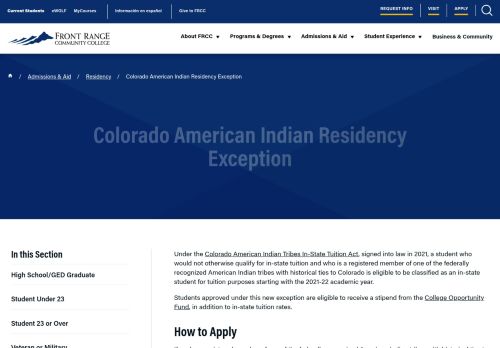 Current Students eWOLF MyCourses Información en español Give to FRCC REQUEST INFO VISIT APPLY
FRONT RANGE
COMMUNITY COLLEGE
About FRCC Programs & Degrees Admissions & Aid Student Experience Business & Community
/ Admissions & Aid / Residency / Colorado American Indian Residency Exception
Colorado American Indian Residency
Exception
In this Section
High School/GED Graduate
Student Under 23
Student 23 or Over
Veteran or Military
Under the Colorado American Indian Tribes In-State Tuition Act, signed into law in 2021, a student who
would not otherwise qualify for in-state tuition and who is a registered member of one of the federally
recognized American Indian tribes with historical ties to Colorado is eligible to be classified as an in-state
student for tuition purposes starting with the 2021-22 academic year.
Students approved under this new exception are eligible to receive a stipend from the College Opportunity
Fund, in addition to in-state tuition rates.
How to Apply